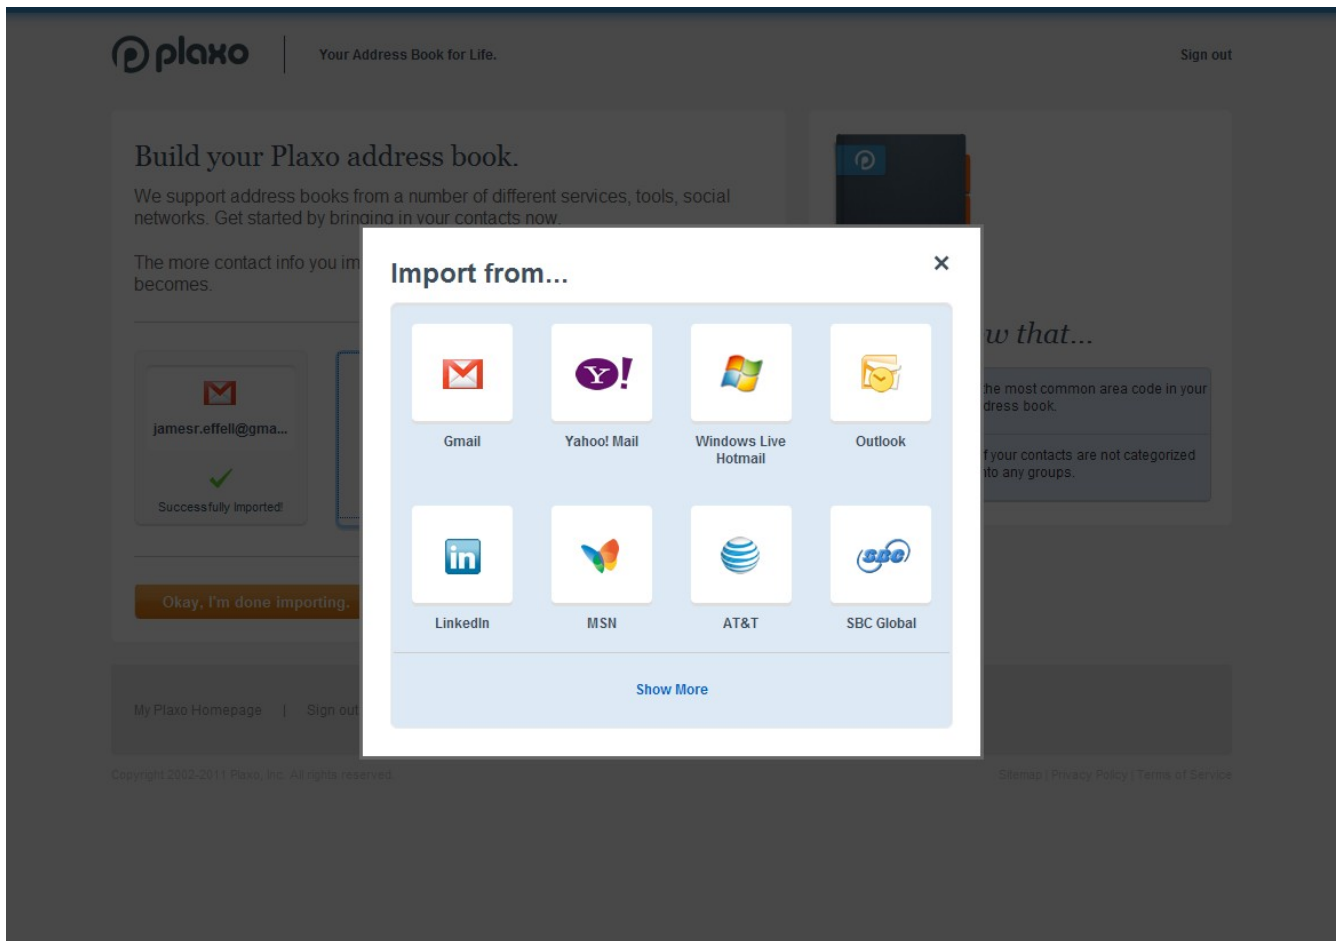 plaxo
Your Address Book for Life.
Sign out
Build your Plaxo address book.
We support address books from a number of different services, tools, social
networks. Get started by bringing in your contacts now.
The more contact info you im
becomes.
jamesr.effell@gma...
Successfully Imported!
Okay, I'm done importing.
Import from...
Gmail
Yahoo! Mail
Windows Live
Hotmail
Outlook
in
SBC
LinkedIn
MSN
AT&T
SBC Global
Show More
w that...
he most common area code in your
dress book.
f your contacts are not categorized
nto any groups.
My Plaxo Homepage | Sign out
Copyright 2002-2011 Plaxo, Inc. All rights reserved.
Sitemap | Privacy Policy | Terms of Service